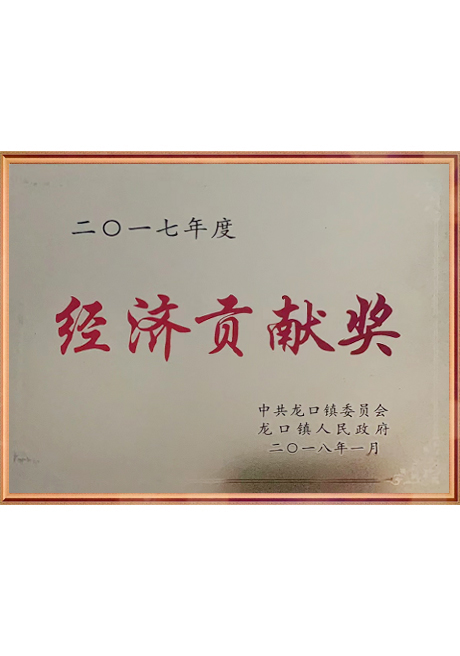 二〇一七年度
经济贡献奖
中共龙口镇委员会
龙口镇人民政府
二〇一八年一月